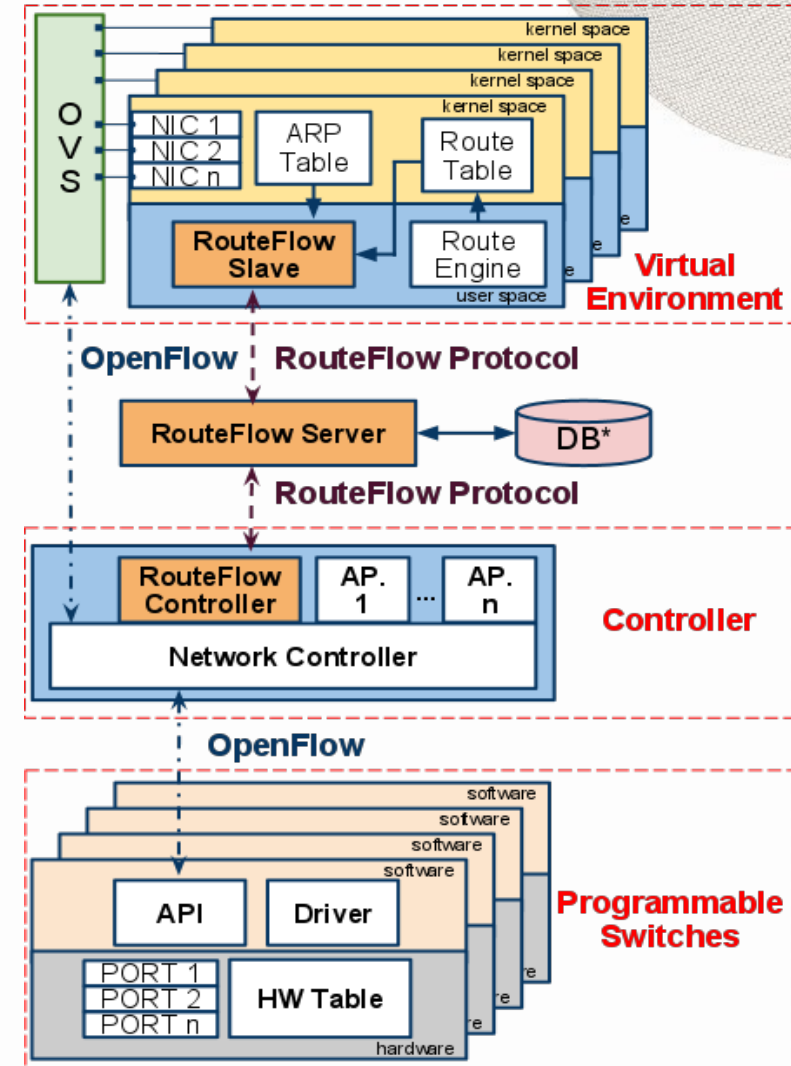 kernel space
kernel space
kernel space
kernel space
O
V
S
NIC 1
NIC 2
NIC n
ARP
Table
Route
Table
RouteFlow
Slave
Route
Engine
e
e
e
user space
Virtual
Environment
OpenFlow
RouteFlow Protocol
RouteFlow Server
DB*
RouteFlow Protocol
RouteFlow
Controller
AP.
1
...
AP.
n
Network Controller
Controller
OpenFlow
software
software
software
software
API
Driver
Programmable
Switches
PORT 1
PORT 2
PORT n
HW Table
re
re
re
hardware